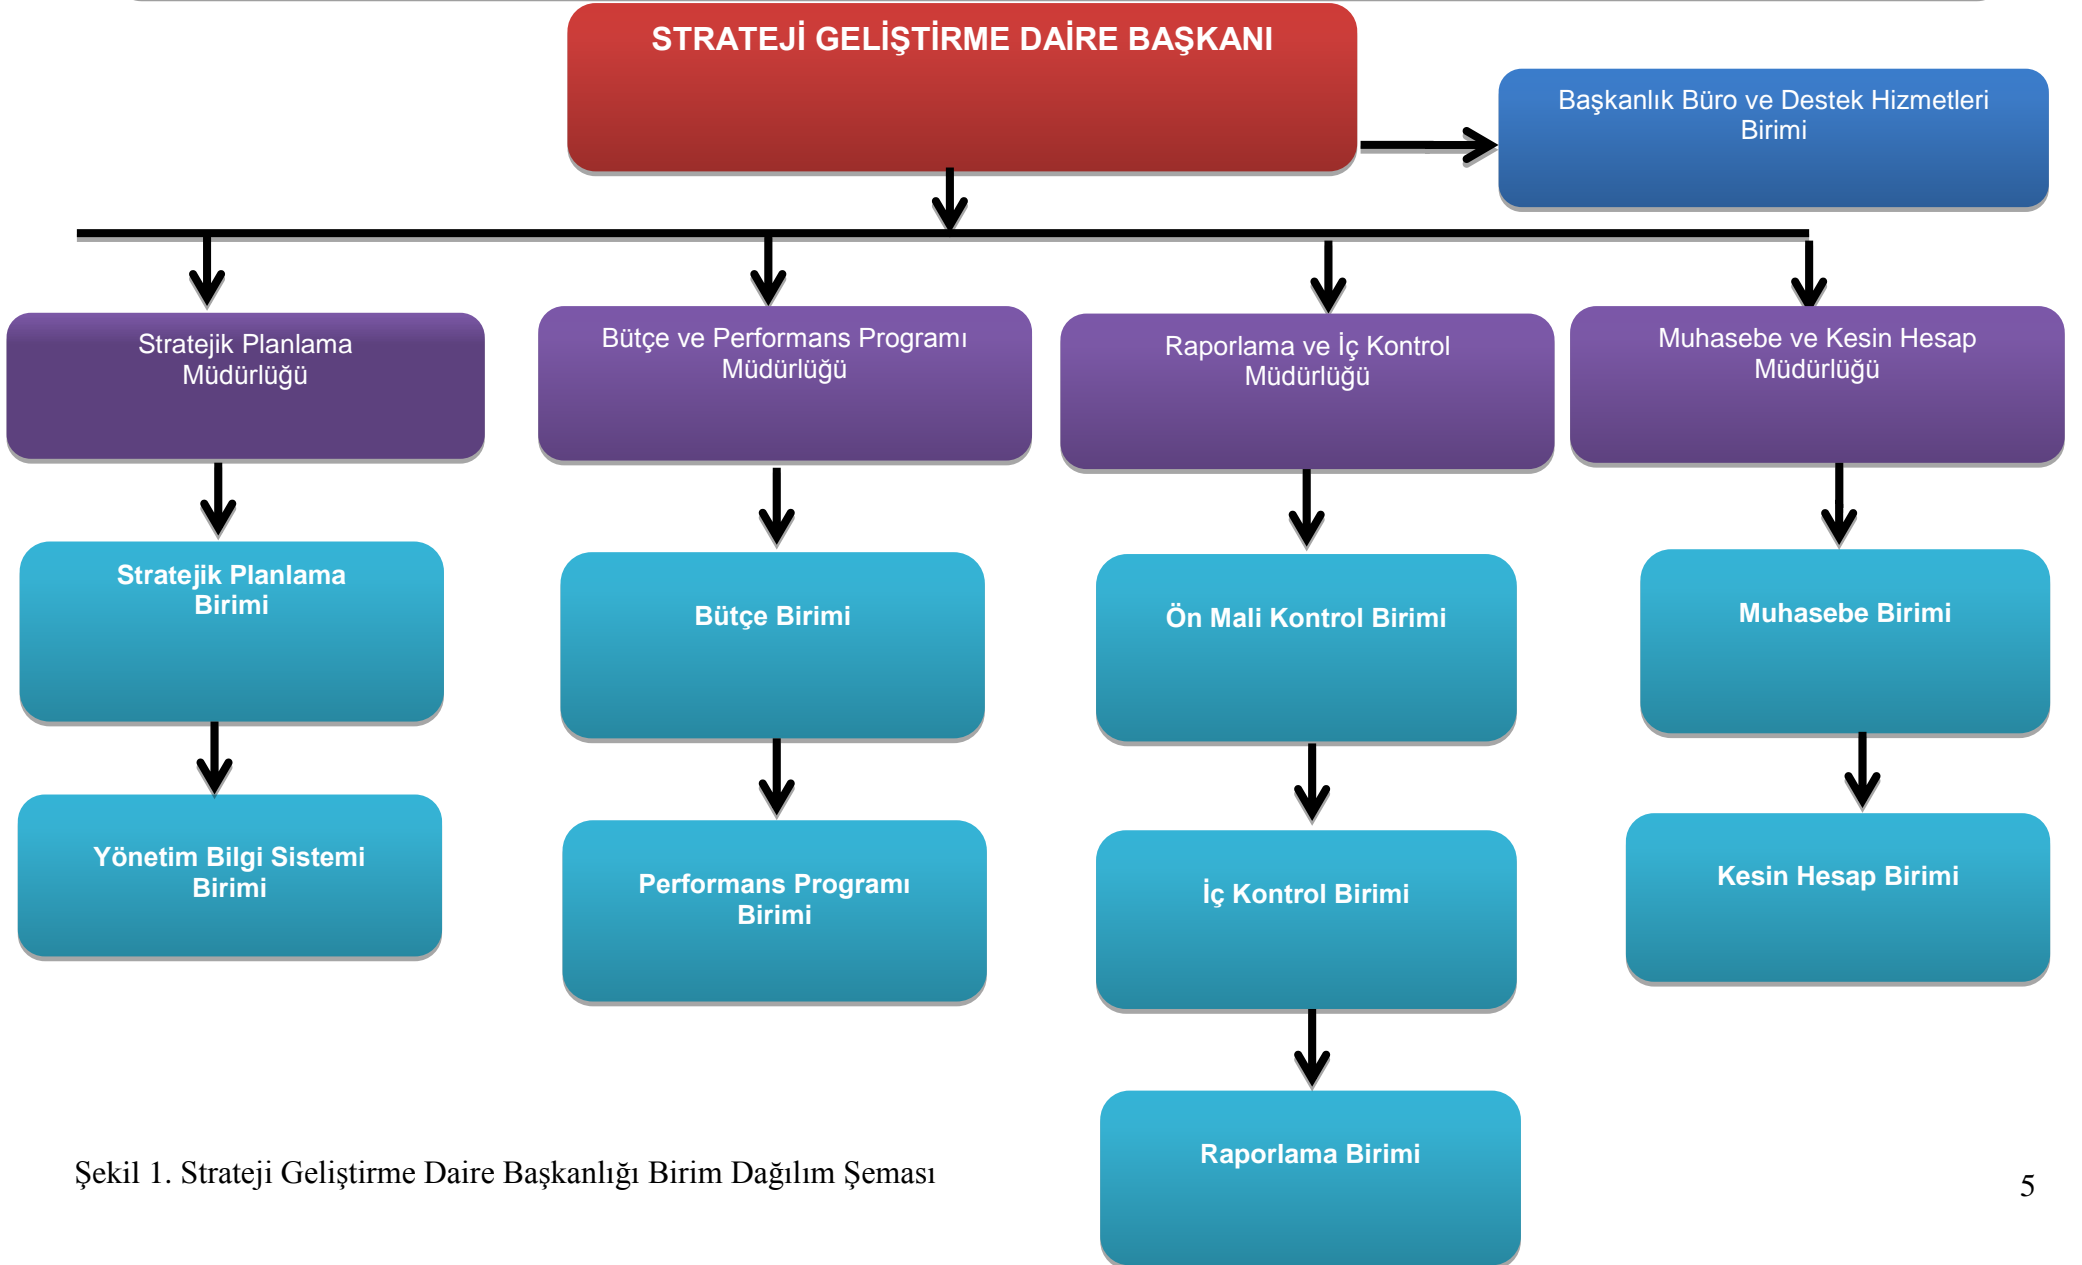 STRATEJİ GELİŞTİRME DAİRE BAŞKANI
Başkanlık Büro ve Destek Hizmetleri
Birimi
Stratejik Planlama
Müdürlüğü
Bütçe ve Performans Programı
Müdürlüğü
Raporlama ve İç Kontrol
Müdürlüğü
Muhasebe ve Kesin Hesap
Müdürlüğü
Stratejik Planlama
Birimi
Bütçe Birimi
Ön Mali Kontrol Birimi
Muhasebe Birimi
Yönetim Bilgi Sistemi
Birimi
Performans Programı
Birimi
İç Kontrol Birimi
Kesin Hesap Birimi
Raporlama Birimi
Şekil 1. Strateji Geliştirme Daire Başkanlığı Birim Dağılım Şeması
5